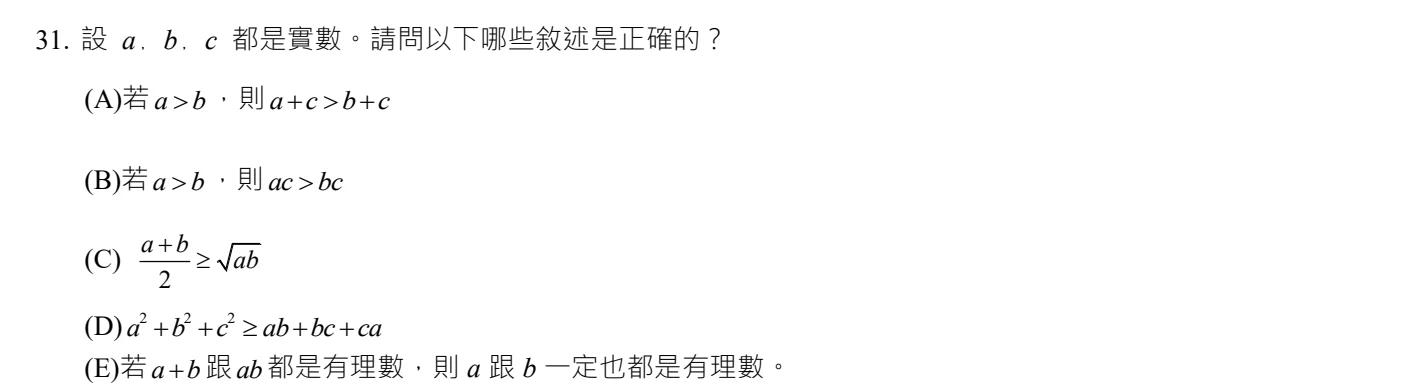 31. 設 a﹐b﹐c 都是實數。請問以下哪些敘述是正確的？
(A)若 a>b，則 a+c>b+c
(B)若 a>b，則 ac>bc
(C) \frac{a+b}{2} ≥ \sqrt{ab}
(D) a²+b²+c² ≥ ab+bc+ca
(E)若 a+b 跟 ab 都是有理數，則 a 跟 b 一定也都是有理數。